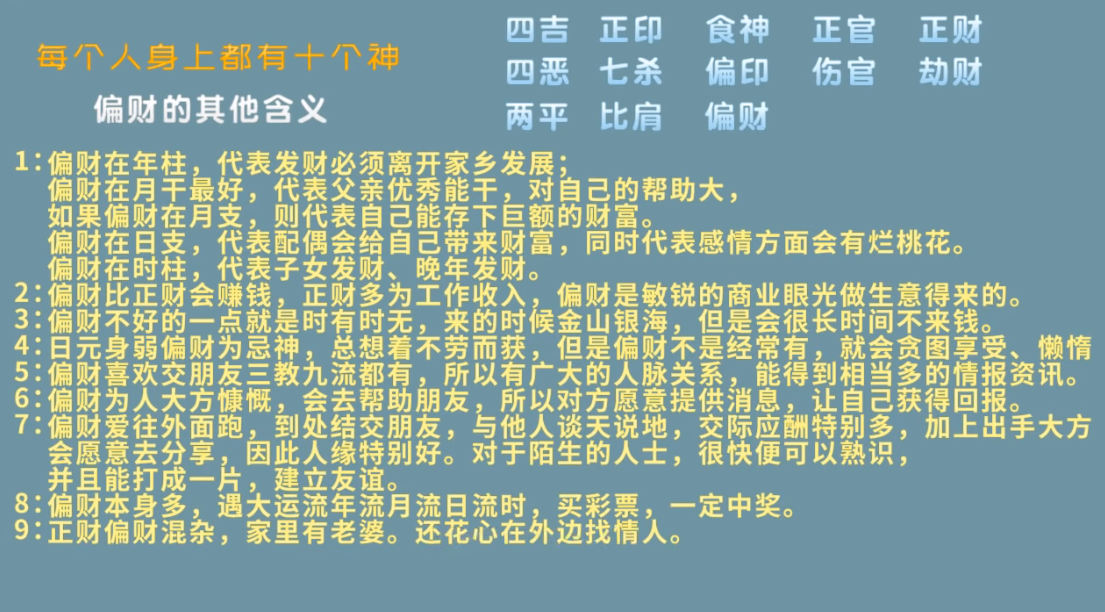 每个人身上都有十个神
偏财的其他含义
四吉 正印 食神 正官 正财
四恶 七杀 偏印 伤官 劫财
两平 比肩 偏财
1:偏财在年柱，代表发财必须离开家乡发展；
偏财在月干最好，代表父亲优秀能干，对自己的帮助大，
如果偏财在月支，则代表自己能存下巨额的财富。
偏财在日支，代表配偶会给自己带来财富，同时代表感情方面会有烂桃花。
偏财在时柱，代表子女发财、晚年发财。
2:偏财比正财会赚钱，正财多为工作收入，偏财是敏锐的商业眼光做生意得来的。
3:偏财不好的一点就是时有时无，来的时候金山银海，但是会很长时间不来钱。
4:日元身弱偏财为忌神，总想着不劳而获，但是偏财不是经常有，就会贪图享受、懒惰
5:偏财喜欢交朋友三教九流都有，所以有广大的人脉关系，能得到相当多的情报资讯。
6:偏财为人大方慷慨，会去帮助朋友，所以对方愿意提供消息，让自己获得回报。
7:偏财爱往外面跑，到处结交朋友，与他人谈天说地，交际应酬特别多，加上出手大方
会愿意去分享，因此人缘特别好。对于陌生的人士，很快便可以熟识，
并且能打成一片，建立友谊。
8:偏财本身多，遇大运流年流月流日流时，买彩票，一定中奖。
9:正财偏财混杂，家里有老婆。还花心在外边找情人。